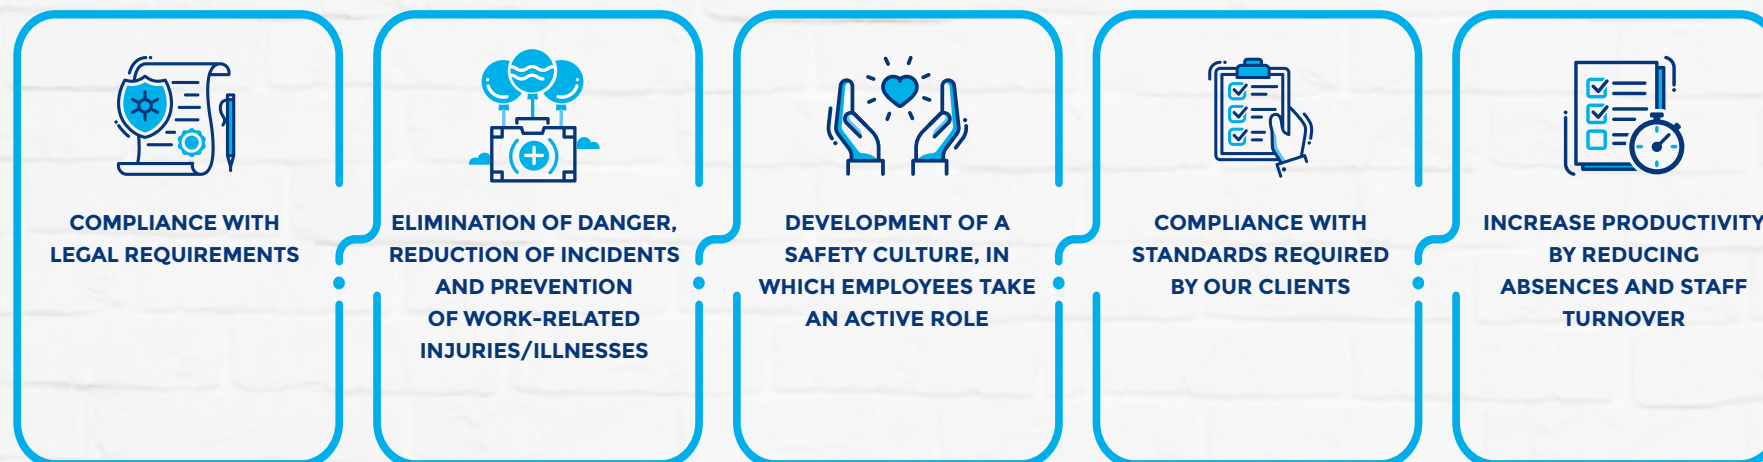 COMPLIANCE WITH
LEGAL REQUIREMENTS
ELIMINATION OF DANGER,
REDUCTION OF INCIDENTS
AND PREVENTION
OF WORK-RELATED
INJURIES/ILLNESSES
DEVELOPMENT OF A
SAFETY CULTURE, IN
WHICH EMPLOYEES TAKE
AN ACTIVE ROLE
COMPLIANCE WITH
STANDARDS REQUIRED
BY OUR CLIENTS
INCREASE PRODUCTIVITY
BY REDUCING
ABSENCES AND STAFF
TURNOVER